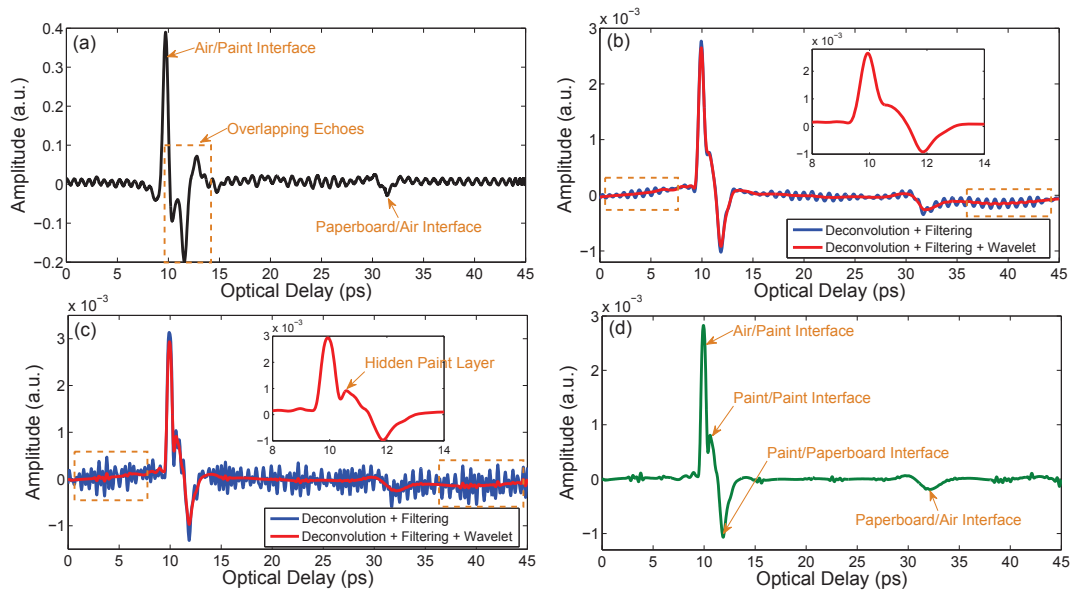 (a)
Air/Paint Interface
Overlapping Echoes
Paperboard/Air Interface
0.4
0.3
0.2
0.1
0
−0.1
−0.2
0 5 10 15 20 25 30 35 40 45
Amplitude (a.u.)
Optical Delay (ps)
x 10⁻³
(b)
3
2
1
0
−1
x 10⁻³
2
1
0
−1
8 10 12 14
Deconvolution + Filtering
Deconvolution + Filtering + Wavelet
0 5 10 15 20 25 30 35 40 45
Amplitude (a.u.)
Optical Delay (ps)
x 10⁻³
(c)
3
2
1
0
−1
x 10⁻³
3
2
1
0
−1
8 10 12 14
Hidden Paint Layer
Deconvolution + Filtering
Deconvolution + Filtering + Wavelet
0 5 10 15 20 25 30 35 40 45
Amplitude (a.u.)
Optical Delay (ps)
x 10⁻³
(d)
3
2
1
0
−1
Air/Paint Interface
Paint/Paint Interface
Paint/Paperboard Interface
Paperboard/Air Interface
0 5 10 15 20 25 30 35 40 45
Amplitude (a.u.)
Optical Delay (ps)